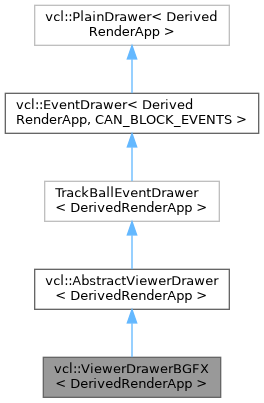 vcl::PlainDrawer< Derived
RenderApp >
vcl::EventDrawer< Derived
RenderApp, CAN_BLOCK_EVENTS >
TrackBallEventDrawer
< DerivedRenderApp >
vcl::AbstractViewerDrawer
< DerivedRenderApp >
vcl::ViewerDrawerBGFX
< DerivedRenderApp >